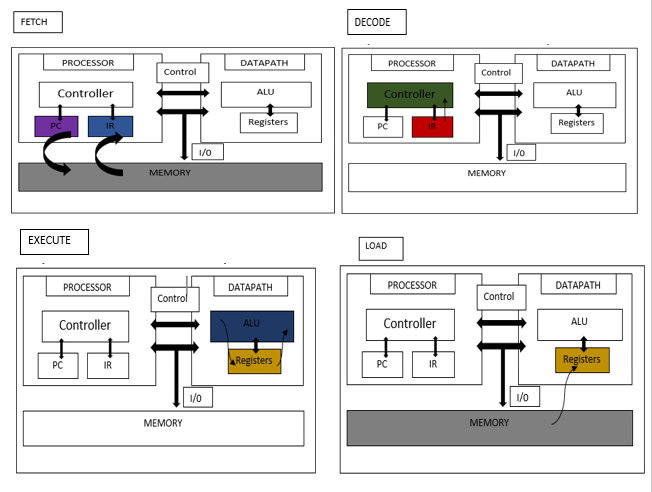 FETCH
PROCESSOR
Control
DATAPATH
Controller
ALU
PC
IR
Registers
I/0
MEMORY
DECODE
PROCESSOR
Control
DATAPATH
Controller
ALU
PC
IR
Registers
I/0
MEMORY
EXECUTE
PROCESSOR
Control
DATAPATH
Controller
ALU
PC
IR
Registers
I/0
MEMORY
LOAD
PROCESSOR
Control
DATAPATH
Controller
ALU
PC
IR
Registers
I/0
MEMORY